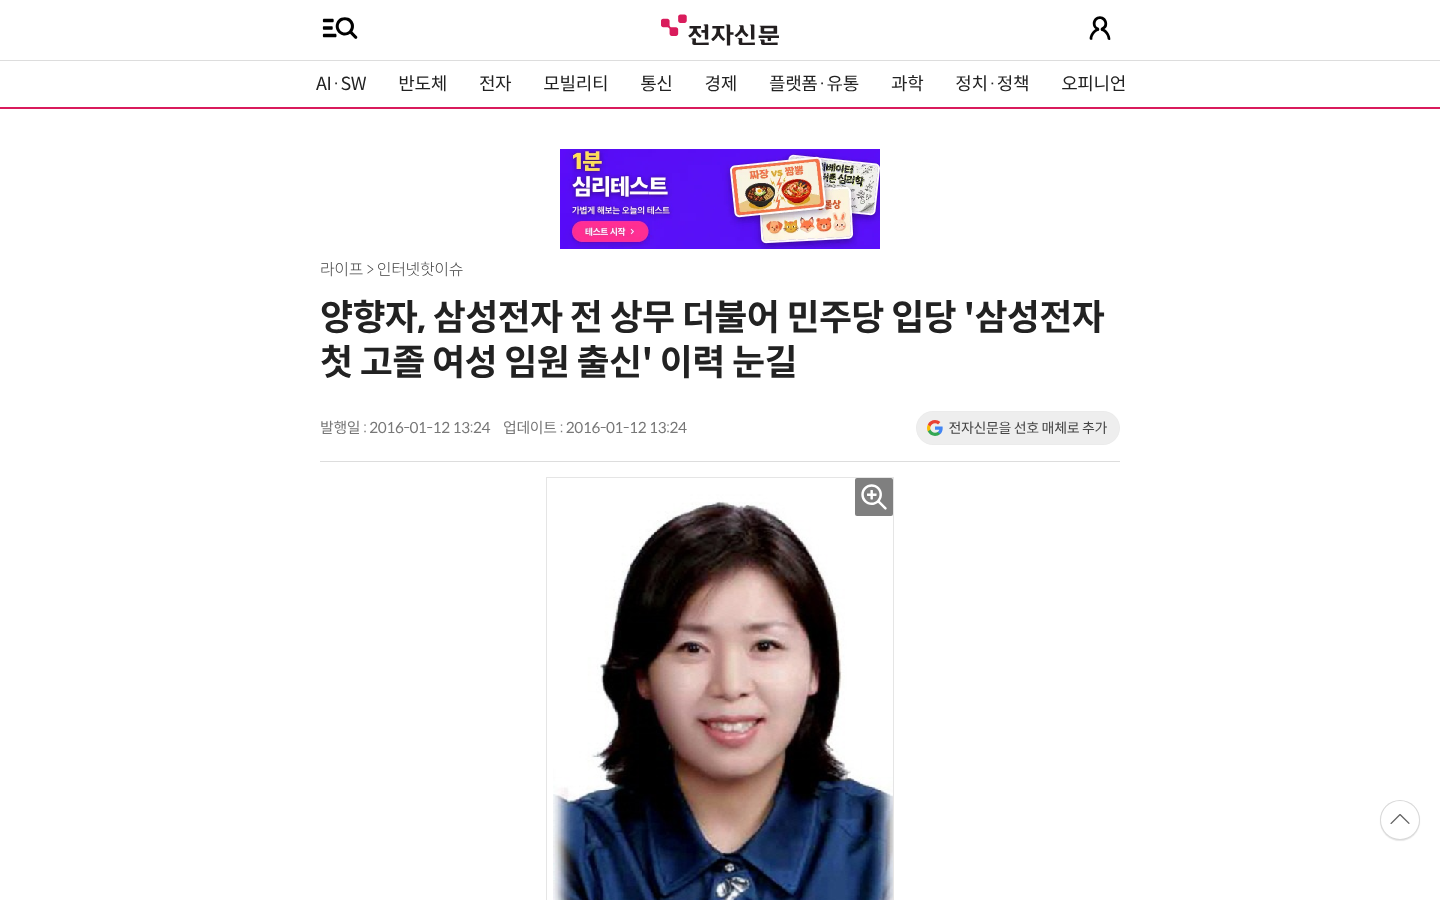 전자신문
AI·SW 반도체 전자 모빌리티 통신 경제 플랫폼·유통 과학 정치·정책 오피니언
1분
심리테스트
가볍게 해보는 오늘의 테스트
테스트 시작 >
짜장 vs 짬뽕
심리학
라이프 > 인터넷핫이슈
양향자, 삼성전자 전 상무 더불어 민주당 입당 '삼성전자
첫 고졸 여성 임원 출신' 이력 눈길
발행일 : 2016-01-12 13:24 업데이트 : 2016-01-12 13:24
전자신문을 선호 매체로 추가